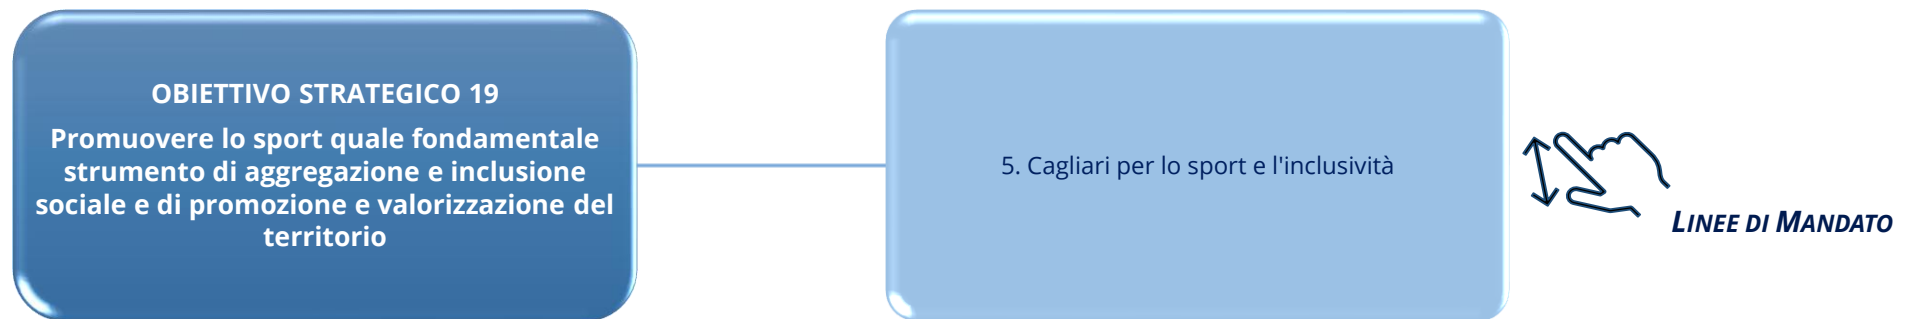 OBIETTIVO STRATEGICO 19
Promuovere lo sport quale fondamentale
strumento di aggregazione e inclusione
sociale e di promozione e valorizzazione del
territorio
5. Cagliari per lo sport e l'inclusività
LINEE DI MANDATO